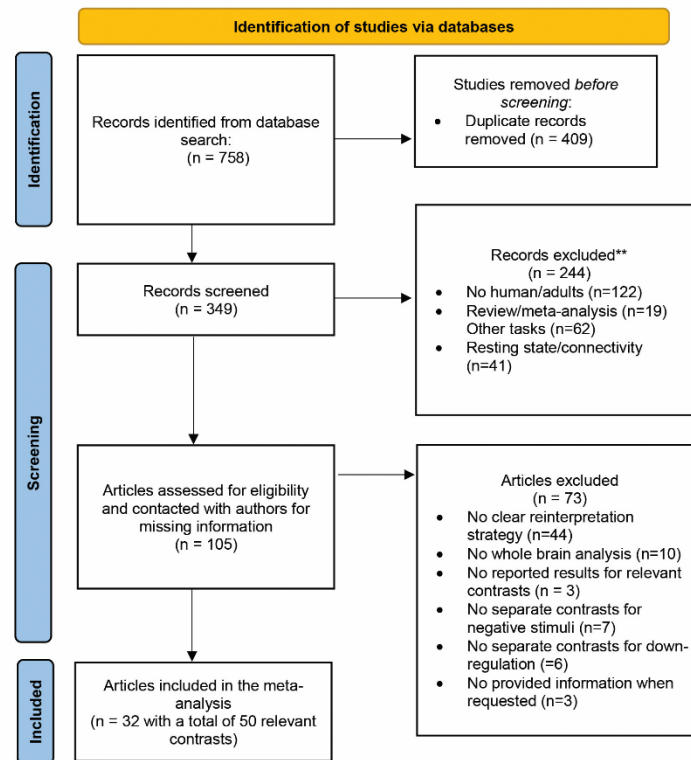 Identification of studies via databases
Identification
Records identified from database
search:
(n = 758)
Studies removed before
screening:
• Duplicate records
removed (n = 409)
Screening
Records screened
(n = 349)
Records excluded**
(n = 244)
• No human/adults (n=122)
• Review/meta-analysis (n=19)
Other tasks (n=62)
• Resting state/connectivity
(n=41)
Articles assessed for eligibility
and contacted with authors for
missing information
(n = 105)
Articles excluded
(n = 73)
• No clear reinterpretation
strategy (n=44)
• No whole brain analysis (n=10)
• No reported results for relevant
contrasts (n = 3)
• No separate contrasts for
negative stimuli (n=7)
• No separate contrasts for down-
regulation (=6)
• No provided information when
requested (n=3)
Included
Articles included in the meta-
analysis
(n = 32 with a total of 50 relevant
contrasts)